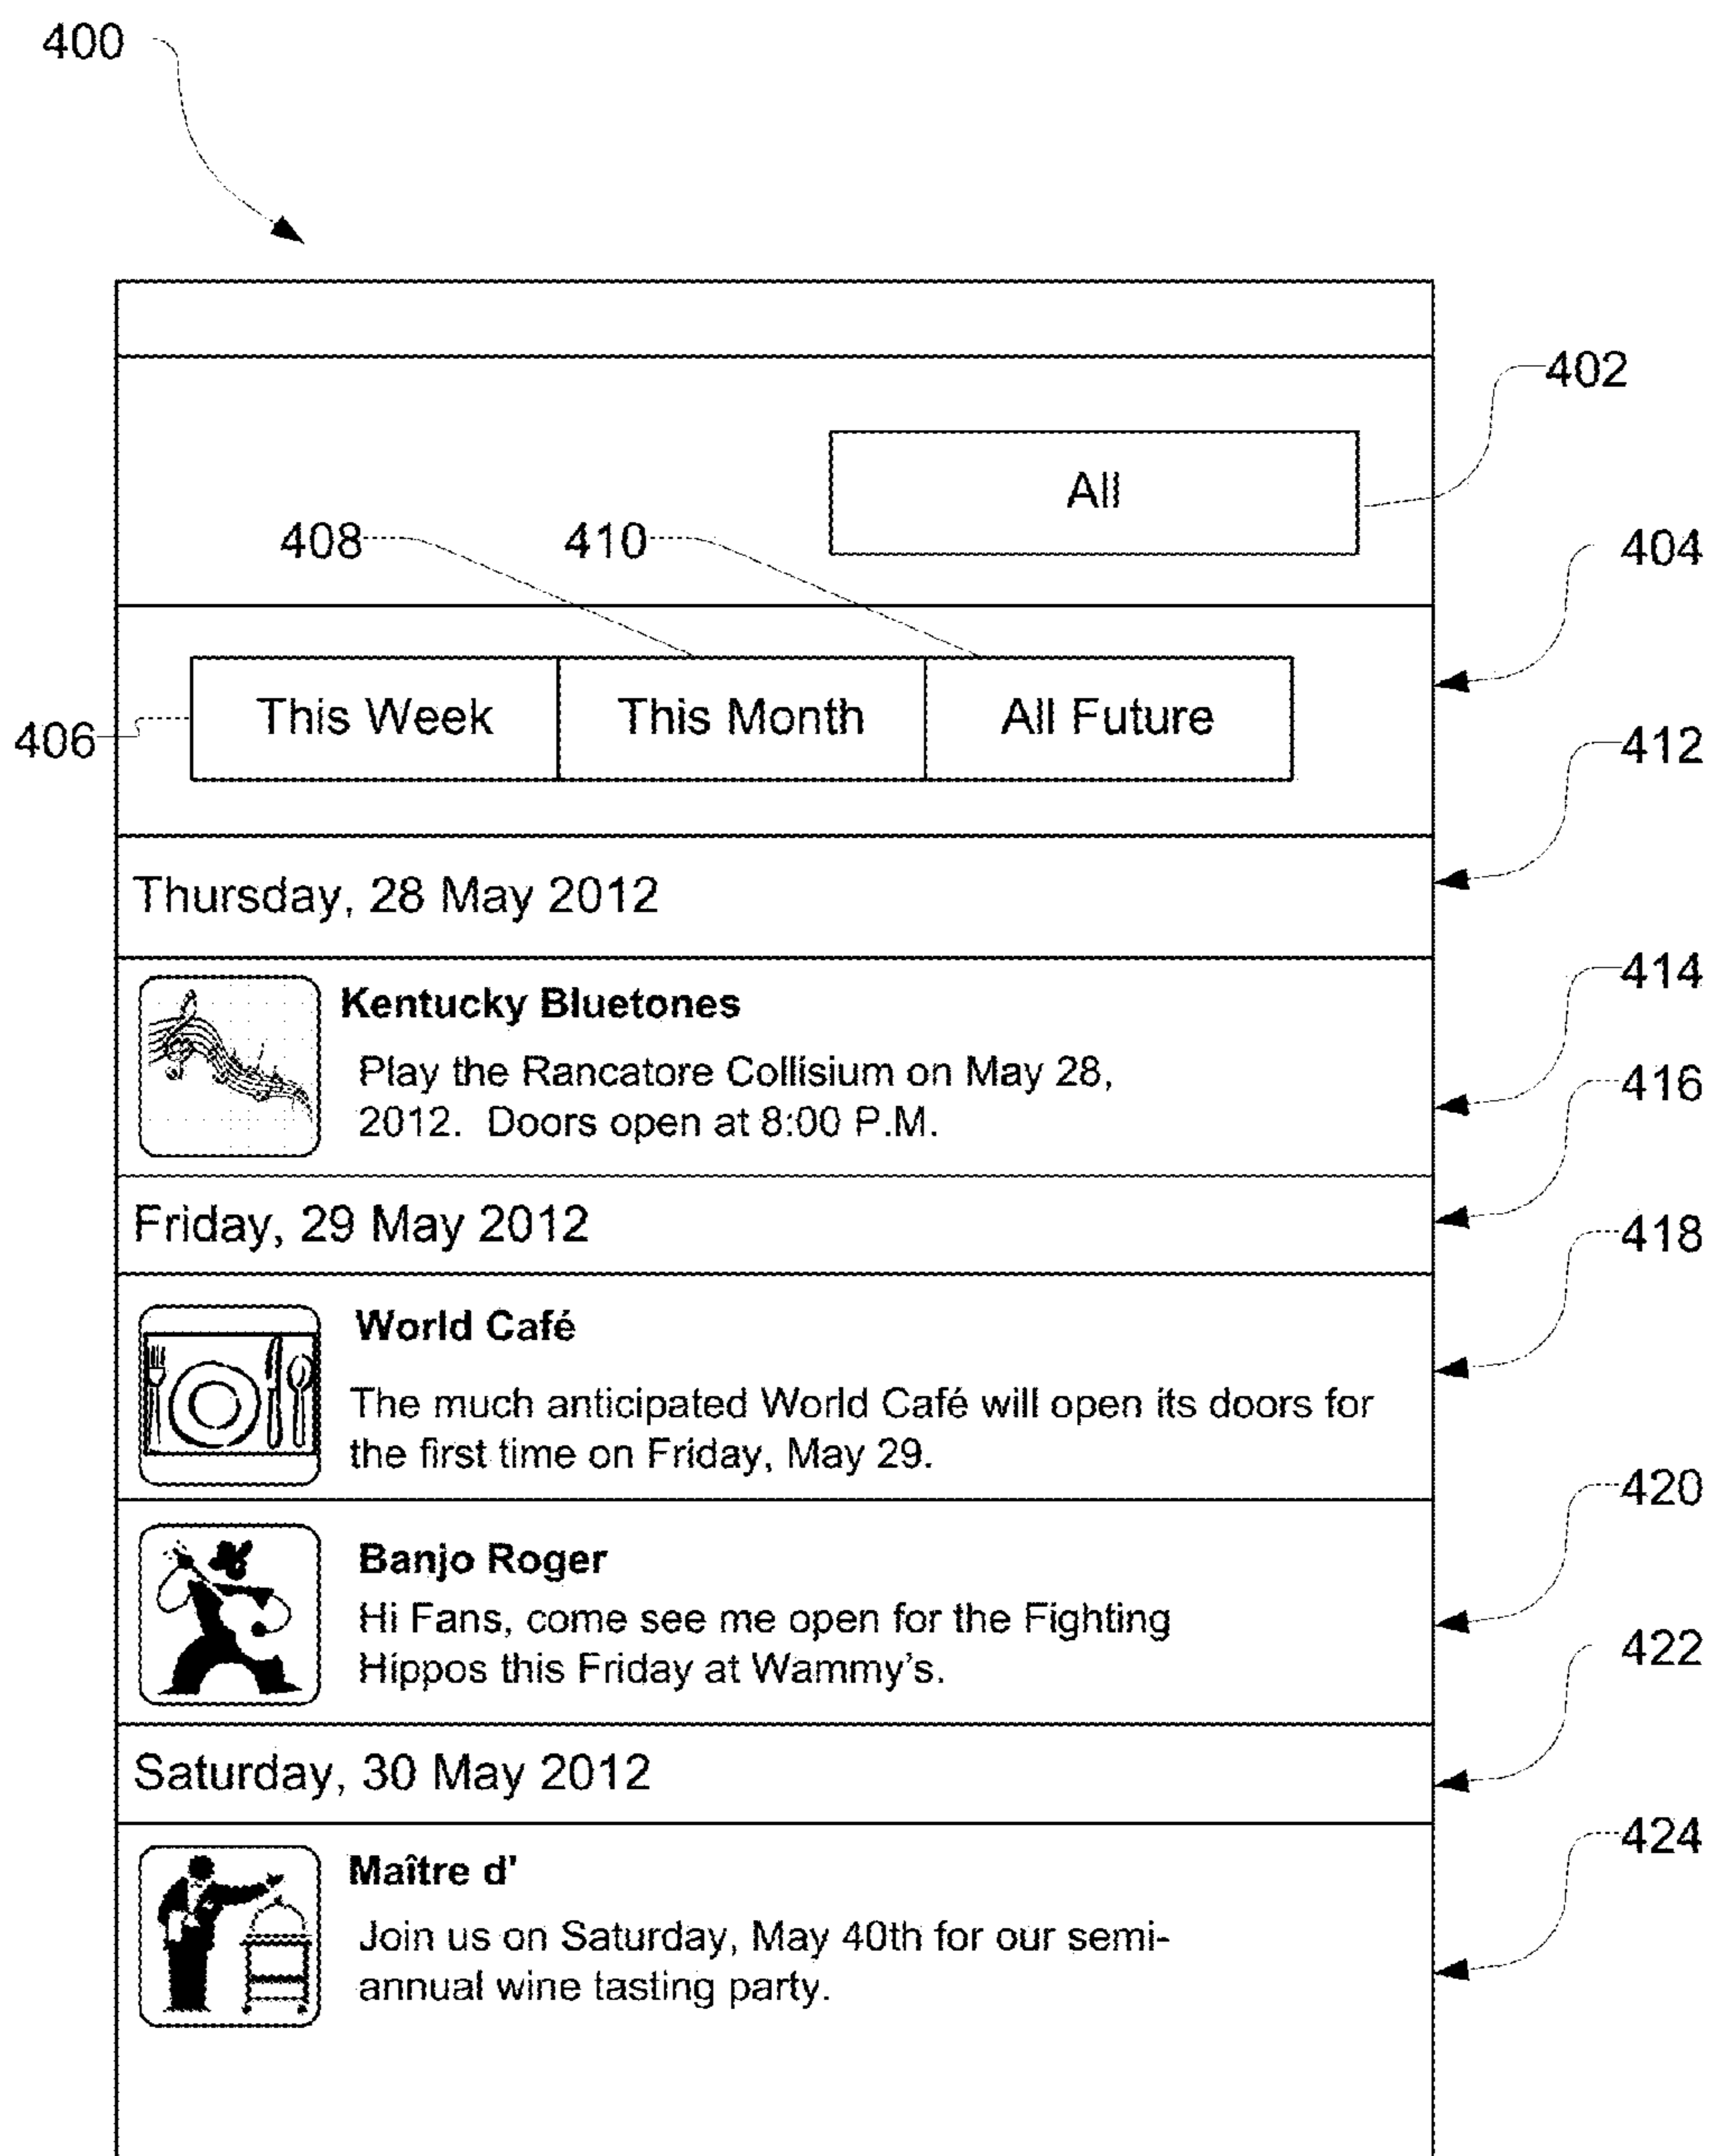 400
402
All
408
410
404
406
This Week
This Month
All Future
412
Thursday, 28 May 2012
414
Kentucky Bluetones
Play the Rancatore Collisium on May 28,
2012. Doors open at 8:00 P.M.
416
Friday, 29 May 2012
418
World Café
The much anticipated World Café will open its doors for
the first time on Friday, May 29.
420
Banjo Roger
Hi Fans, come see me open for the Fighting
Hippos this Friday at Wammy's.
422
Saturday, 30 May 2012
424
Maître d'
Join us on Saturday, May 40th for our semi-
annual wine tasting party.